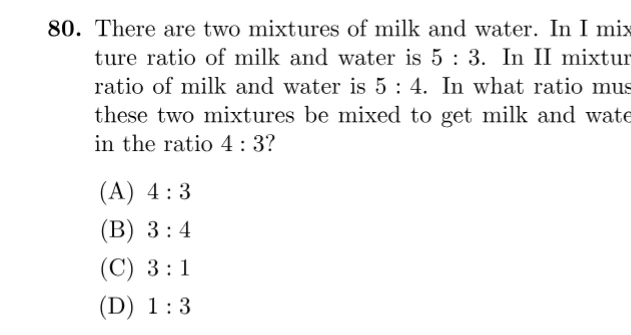 80. There are two mixtures of milk and water. In I mix
ture ratio of milk and water is 5 : 3. In II mixtur
ratio of milk and water is 5 : 4. In what ratio mus
these two mixtures be mixed to get milk and wate
in the ratio 4 : 3?
(A) 4 : 3
(B) 3 : 4
(C) 3 : 1
(D) 1 : 3